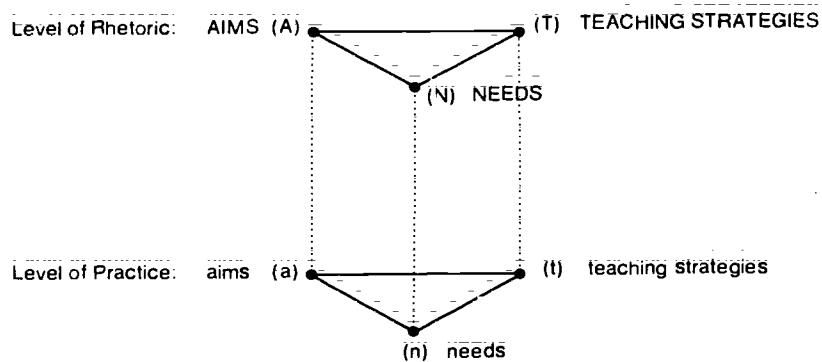 Level of Rhetoric: AIMS (A) (T) TEACHING STRATEGIES
(N) NEEDS
Level of Practice: aims (a) (t) teaching strategies
(n) needs